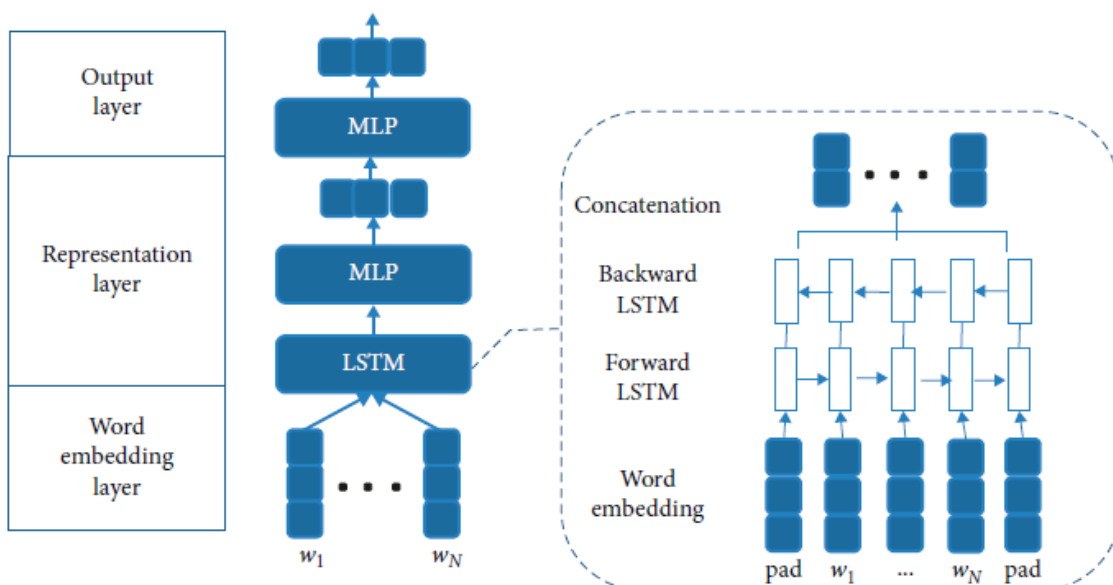 Output
layer
Representation
layer
Word
embedding
layer
MLP
MLP
LSTM
w1
wN
Concatenation
Backward
LSTM
Forward
LSTM
Word
embedding
pad w1 ... wN pad